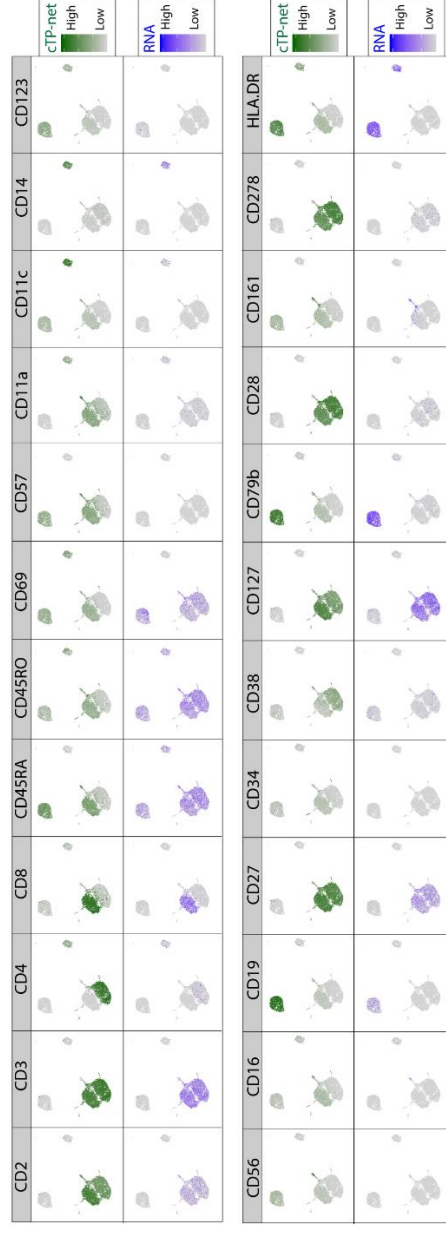 CD2 CD3 CD4 CD8 CD45RA CD45RO CD69 CD57 CD11a CD11c CD14 CD123
cTP-net
High
Low
RNA
High
Low
CD56 CD16 CD19 CD27 CD34 CD38 CD127 CD79b CD28 CD161 CD278 HLA.DR
cTP-net
High
Low
RNA
High
Low